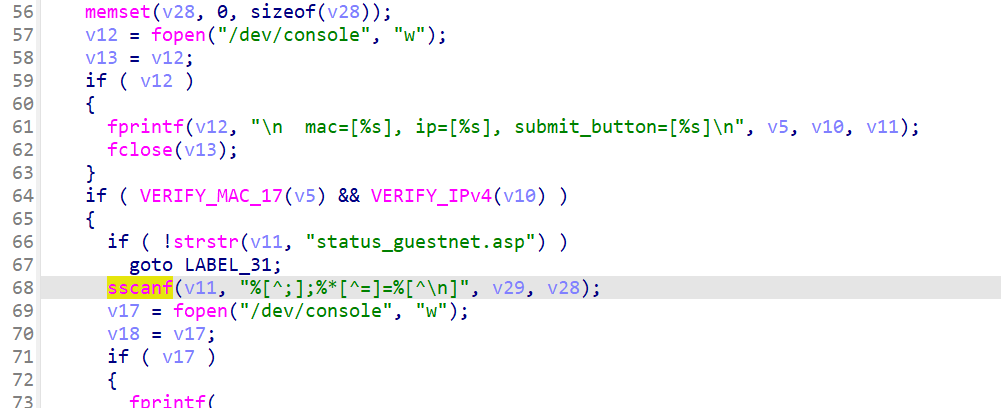 56 memset(v28, 0, sizeof(v28));
57 v12 = fopen("/dev/console", "w");
58 v13 = v12;
59 if ( v12 )
60 {
61 fprintf(v12, "\n  mac=[%s], ip=[%s], submit_button=[%s]\n", v5, v10, v11);
62 fclose(v13);
63 }
64 if ( VERIFY_MAC_17(v5) && VERIFY_IPv4(v10) )
65 {
66 if ( !strstr(v11, "status_guestnet.asp") )
67 goto LABEL_31;
68 sscanf(v11, "%[^;];%*[^=]=%[^\n]", v29, v28);
69 v17 = fopen("/dev/console", "w");
70 v18 = v17;
71 if ( v17 )
72 {
73 fprintf(